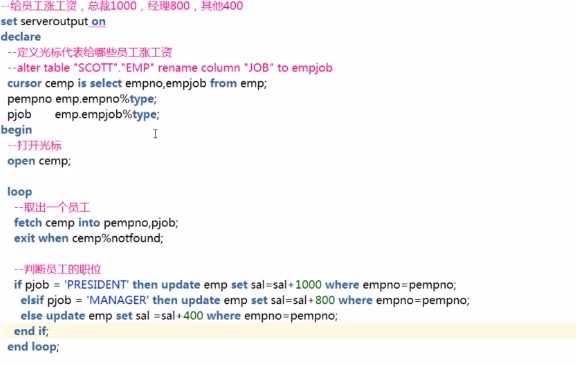 --给员工涨工资，总裁1000，经理800，其他400
set serveroutput on
declare
--定义光标代表给哪些员工涨工资
--alter table "SCOTT"."EMP" rename column "JOB" to empjob
cursor cemp is select empno,empjob from emp;
pempno emp.empno%type;
pjob emp.empjob%type;
begin
--打开光标
open cemp;
loop
--取出一个员工
fetch cemp into pempno,pjob;
exit when cemp%notfound;
--判断员工的职位
if pjob = 'PRESIDENT' then update emp set sal=sal+1000 where empno=pempno;
elsif pjob = 'MANAGER' then update emp set sal=sal+800 where empno=pempno;
else update emp set sal =sal+400 where empno=pempno;
end if;
end loop;